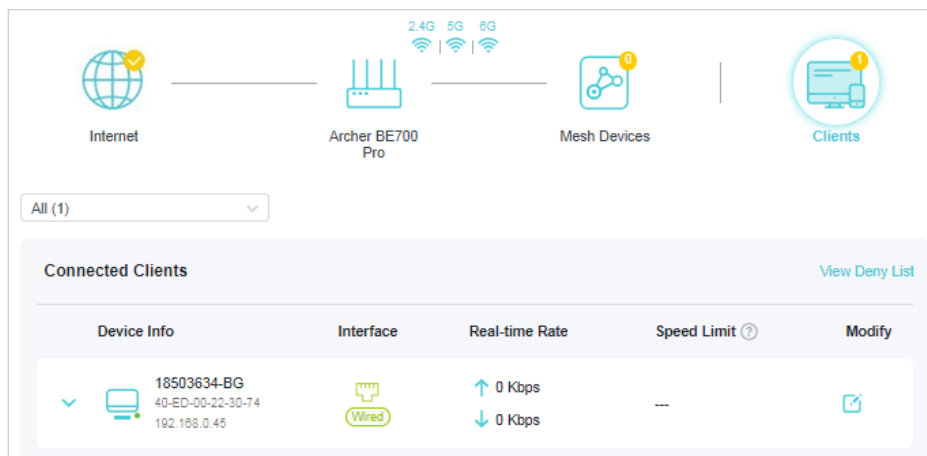 2.4G 5G 6G
0
1
Internet
Archer BE700
Pro
Mesh Devices
Clients
All (1)
Connected Clients
View Deny List
Device Info
Interface
Real-time Rate
Speed Limit ?
Modify
18503634-BG
40-ED-00-22-30-74
192.168.0.45
Wired
0 Kbps
0 Kbps
---